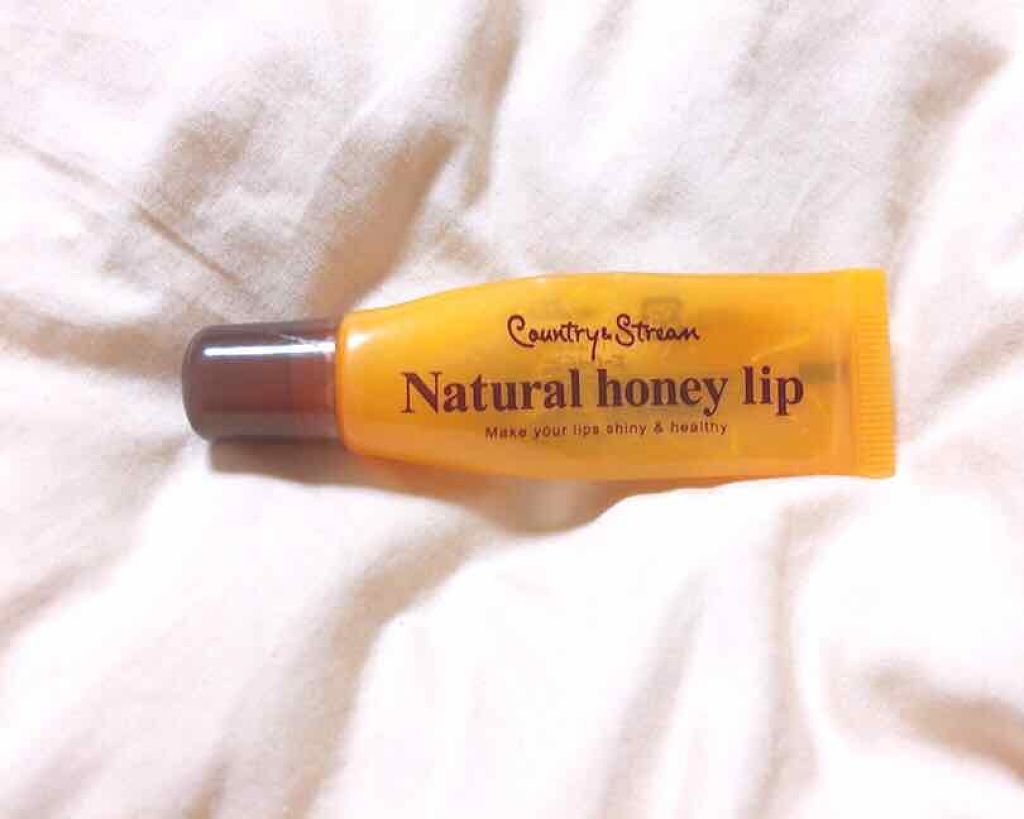 Country & Stream
Natural honey lip
Make your lips shiny & healthy